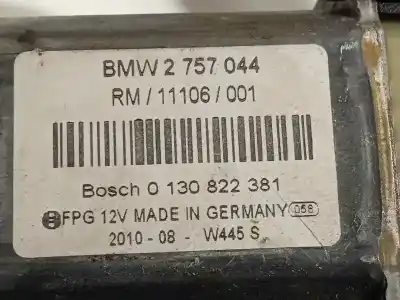 BMW 2 757 044
RM / 11106 / 001
Bosch 0 130 822 381
FPG 12V MADE IN GERMANY 058
2010 - 08 - W445 S